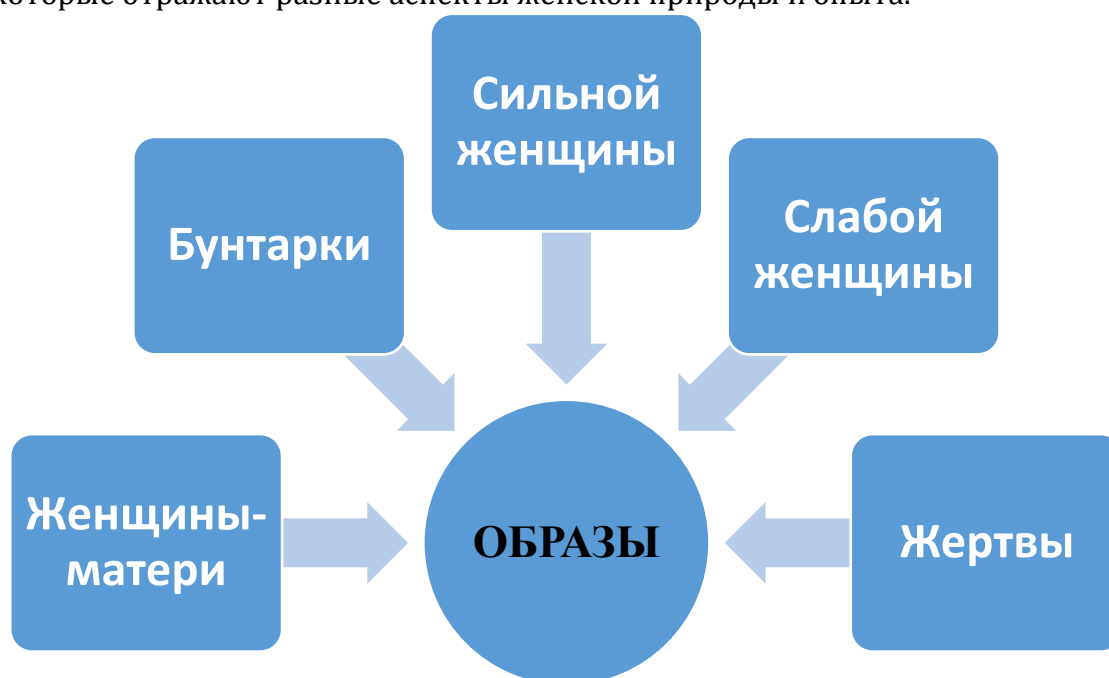 которые отражают разные аспекты женской природы и опыта.
Сильной
женщины
Бунтарки
Слабой
женщины
Женщины-
матери
ОБРАЗЫ
Жертвы